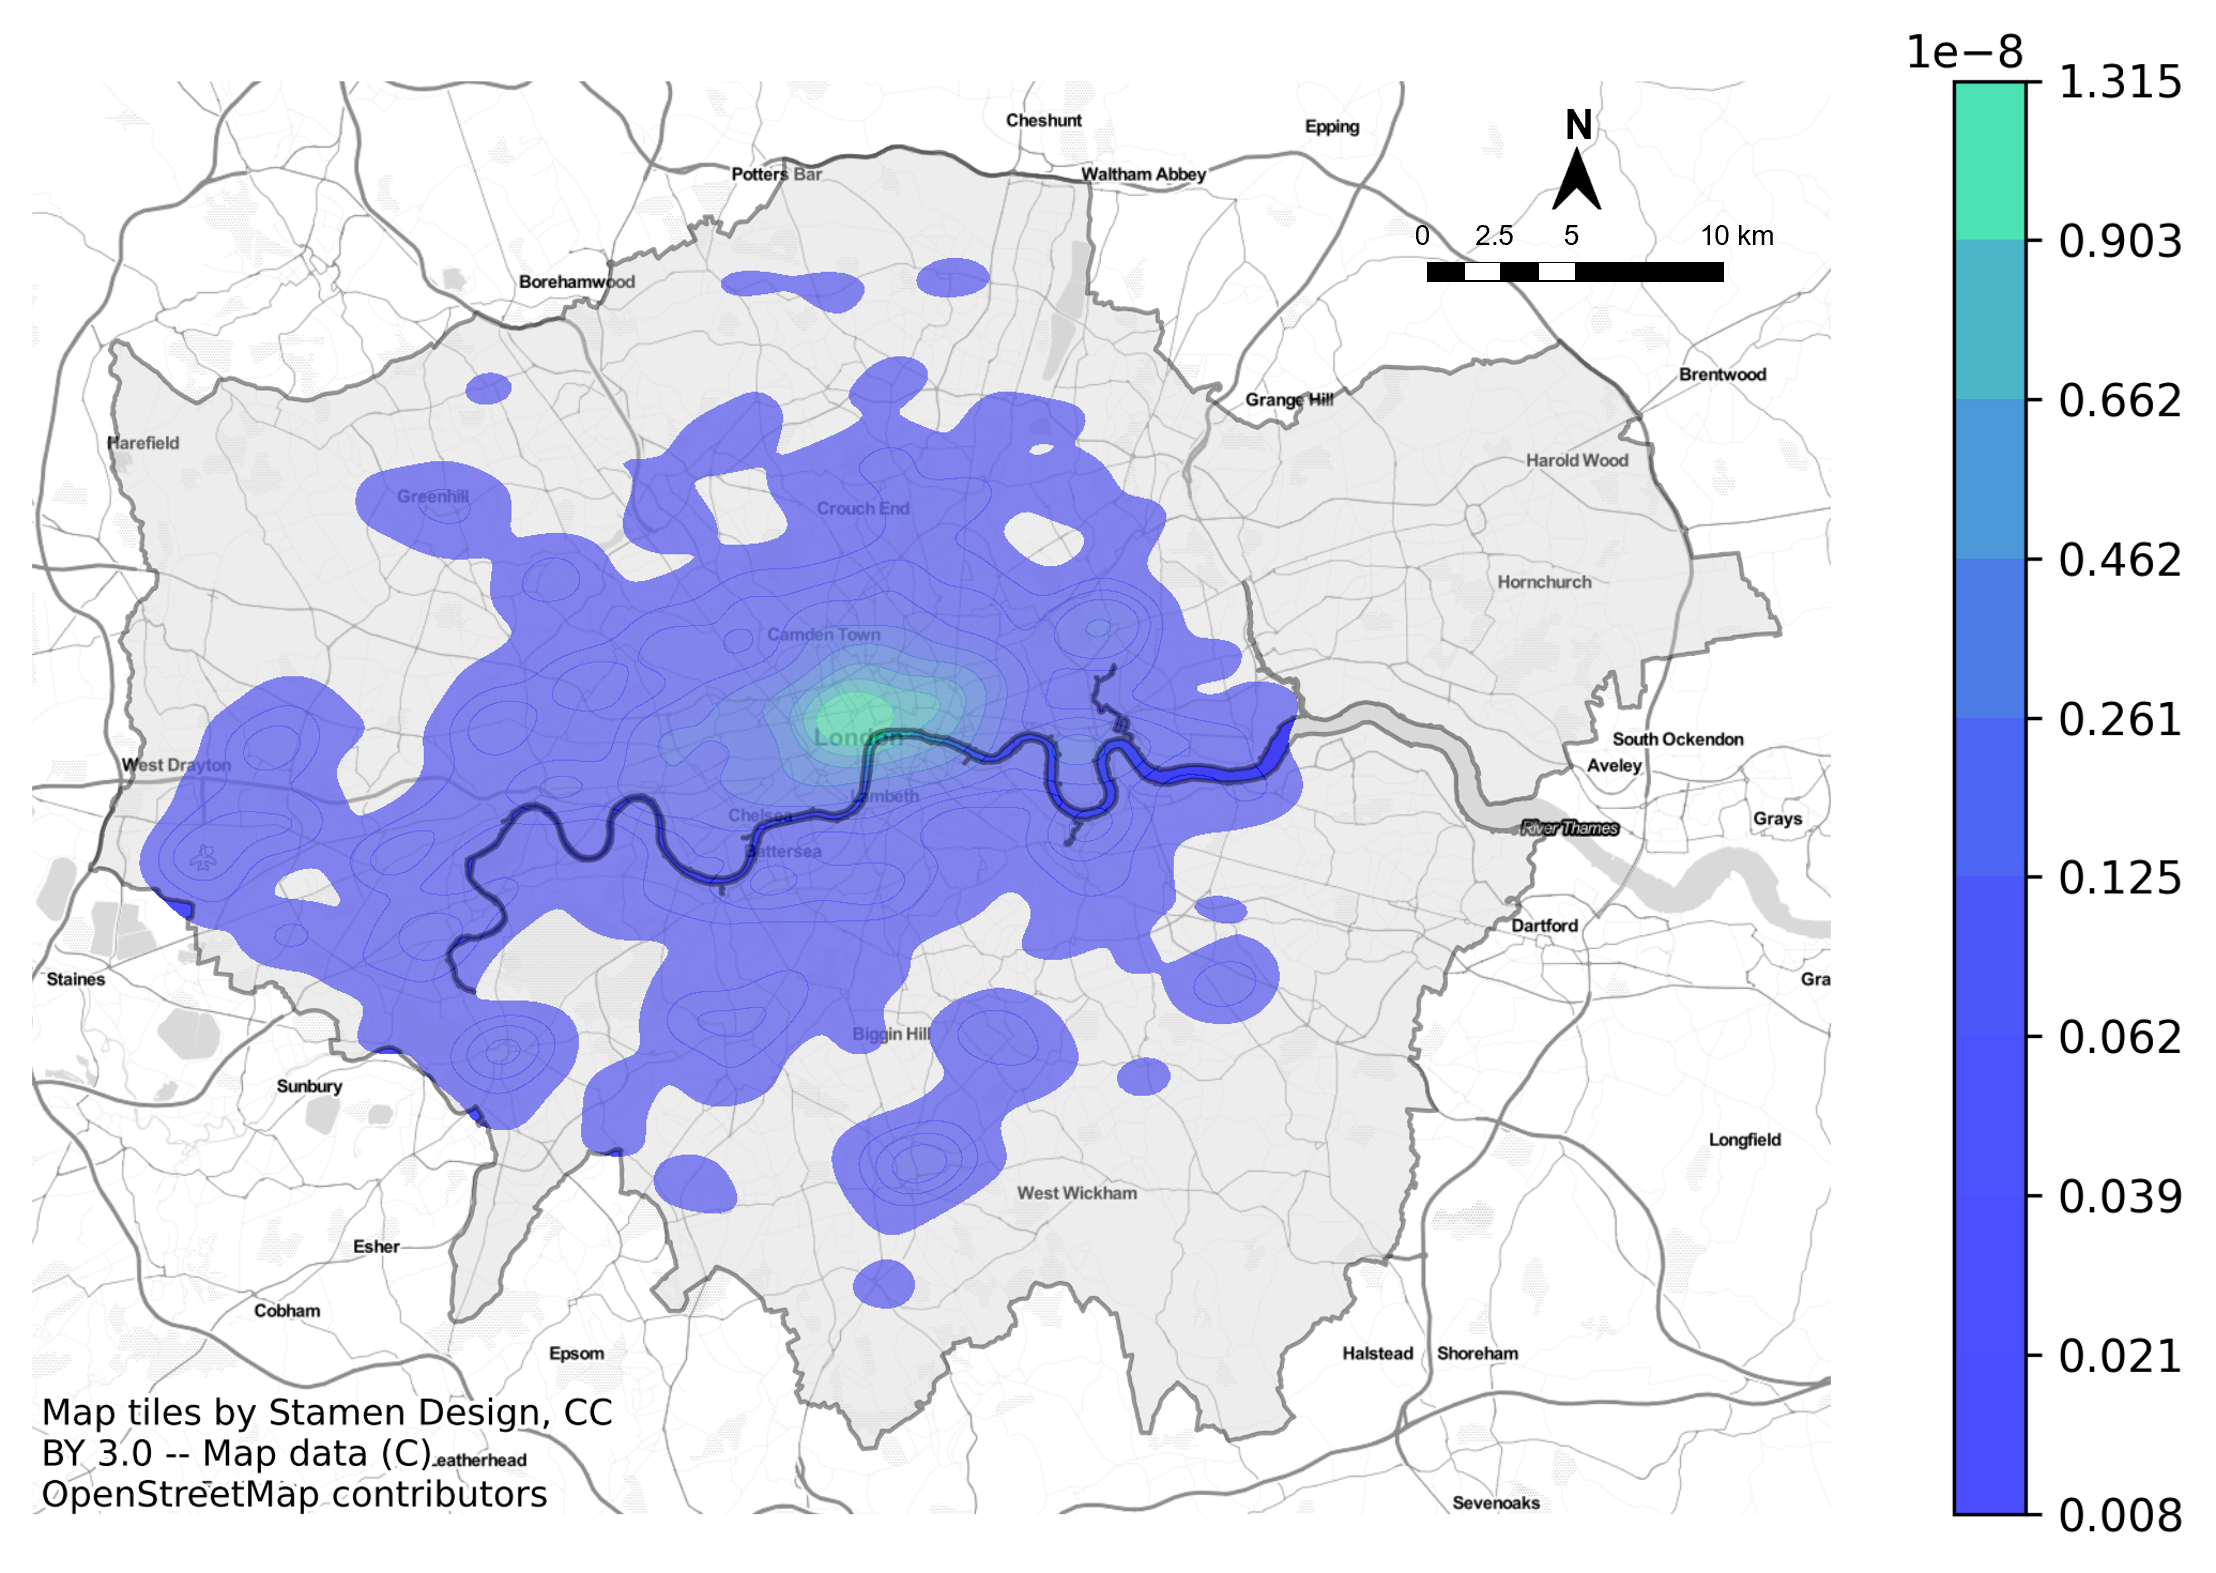 1e−8
1.315
0.903
0.662
0.462
0.261
0.125
0.062
0.039
0.021
0.008
N
0 2.5 5 10 km
Cheshunt
Epping
Potters Bar
Waltham Abbey
Borehamwood
Brentwood
Grange Hill
Harefield
Harold Wood
Greenhill
Crouch End
Hornchurch
Camden Town
London
South Ockendon
West Drayton
Aveley
Lambeth
Chelsea
Grays
River Thames
Battersea
Dartford
Staines
Gra
Biggin Hill
Sunbury
Longfield
West Wickham
Esher
Cobham
Epsom
Halstead
Shoreham
Map tiles by Stamen Design, CC
BY 3.0 -- Map data (C)
eatherhead
OpenStreetMap contributors
Sevenoaks